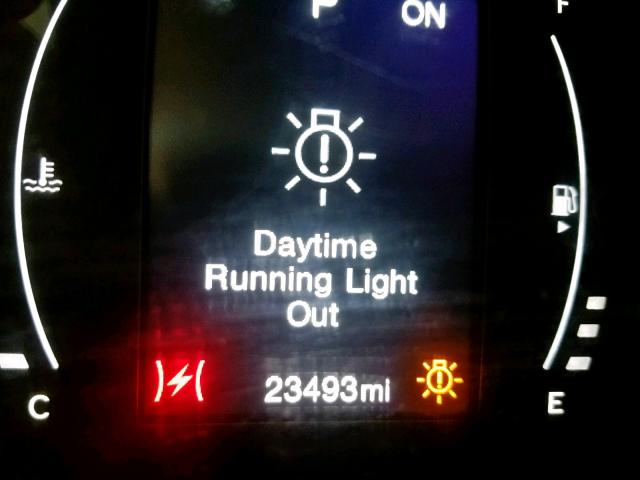 P ON
F
Daytime
Running Light
Out
23493mi
C
E